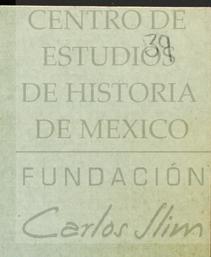 CENTRO DE
39
ESTUDIOS
DE HISTORIA
DE MEXICO
FUNDACIÓN
Carlos Slim